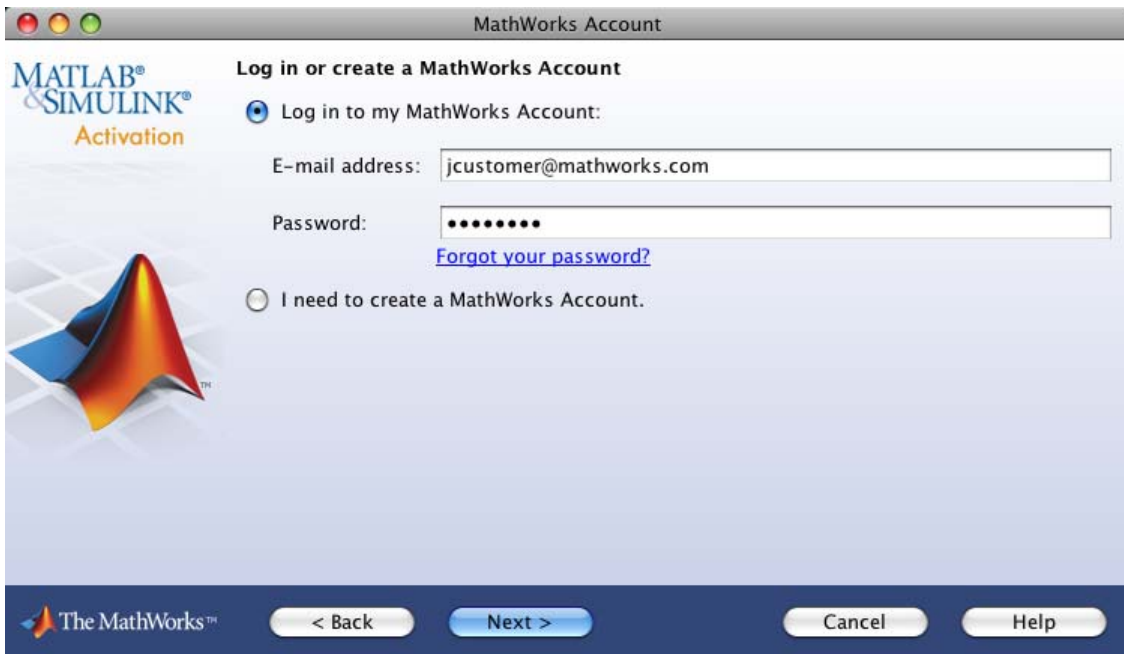 MathWorks Account
MATLAB®
&SIMULINK®
Activation
Log in or create a MathWorks Account
Log in to my MathWorks Account:
E-mail address: jcustomer@mathworks.com
Password: ••••••••
Forgot your password?
I need to create a MathWorks Account.
TM
The MathWorks™
< Back
Next >
Cancel
Help